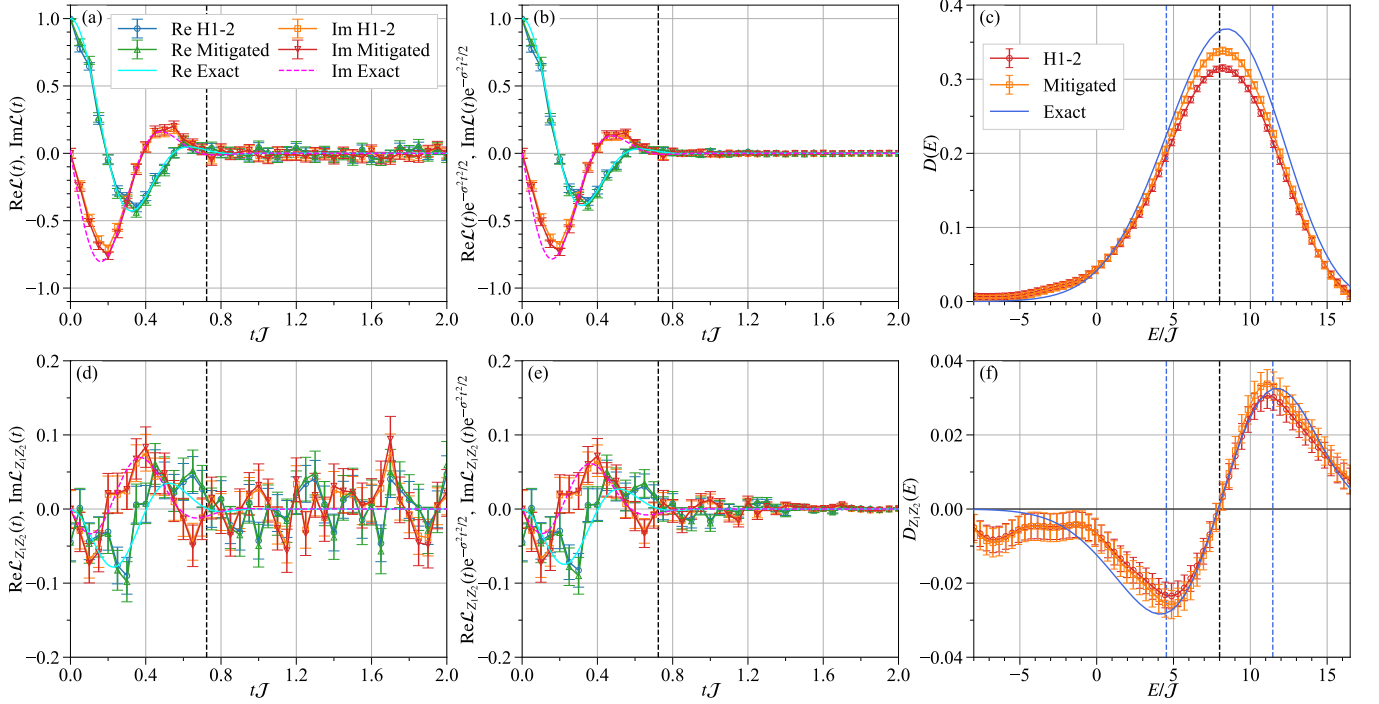 (a)
Re H1-2
Im H1-2
Re Mitigated
Im Mitigated
Re Exact
Im Exact
1.0
0.5
0.0
−0.5
−1.0
Reℒ(t), Imℒ(t)
0.0 0.4 0.8 1.2 1.6 2.0
t𝒥
(b)
1.0
0.5
0.0
−0.5
−1.0
Reℒ(t)e^{−σ²t²/2}, Imℒ(t)e^{−σ²t²/2}
0.0 0.4 0.8 1.2 1.6 2.0
t𝒥
(c)
H1-2
Mitigated
Exact
0.4
0.3
0.2
0.1
0.0
D(E)
−5 0 5 10 15
E/𝒥
(d)
0.2
0.1
0.0
−0.1
−0.2
Reℒ_{Z₁Z₂}(t), Imℒ_{Z₁Z₂}(t)
0.0 0.4 0.8 1.2 1.6 2.0
t𝒥
(e)
0.2
0.1
0.0
−0.1
−0.2
Reℒ_{Z₁Z₂}(t)e^{−σ²t²/2}, Imℒ_{Z₁Z₂}(t)e^{−σ²t²/2}
0.0 0.4 0.8 1.2 1.6 2.0
t𝒥
(f)
0.04
0.02
0.00
−0.02
−0.04
D_{Z₁Z₂}(E)
−5 0 5 10 15
E/𝒥